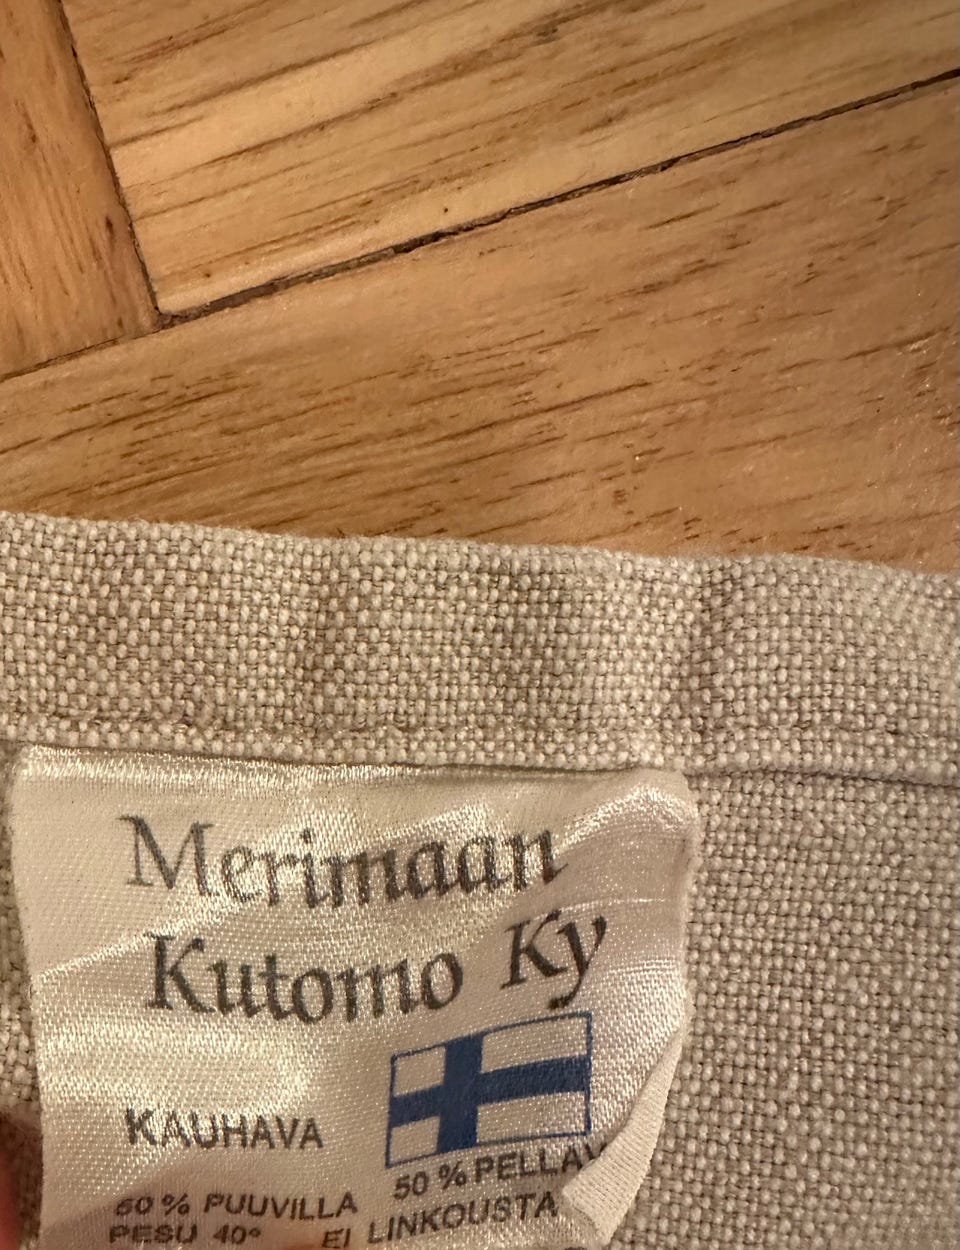 Merimaan
Kutomo Ky
KAUHAVA
50 % PUUVILLA 50 % PELLAV
PESU 40° EI LINKOUSTA